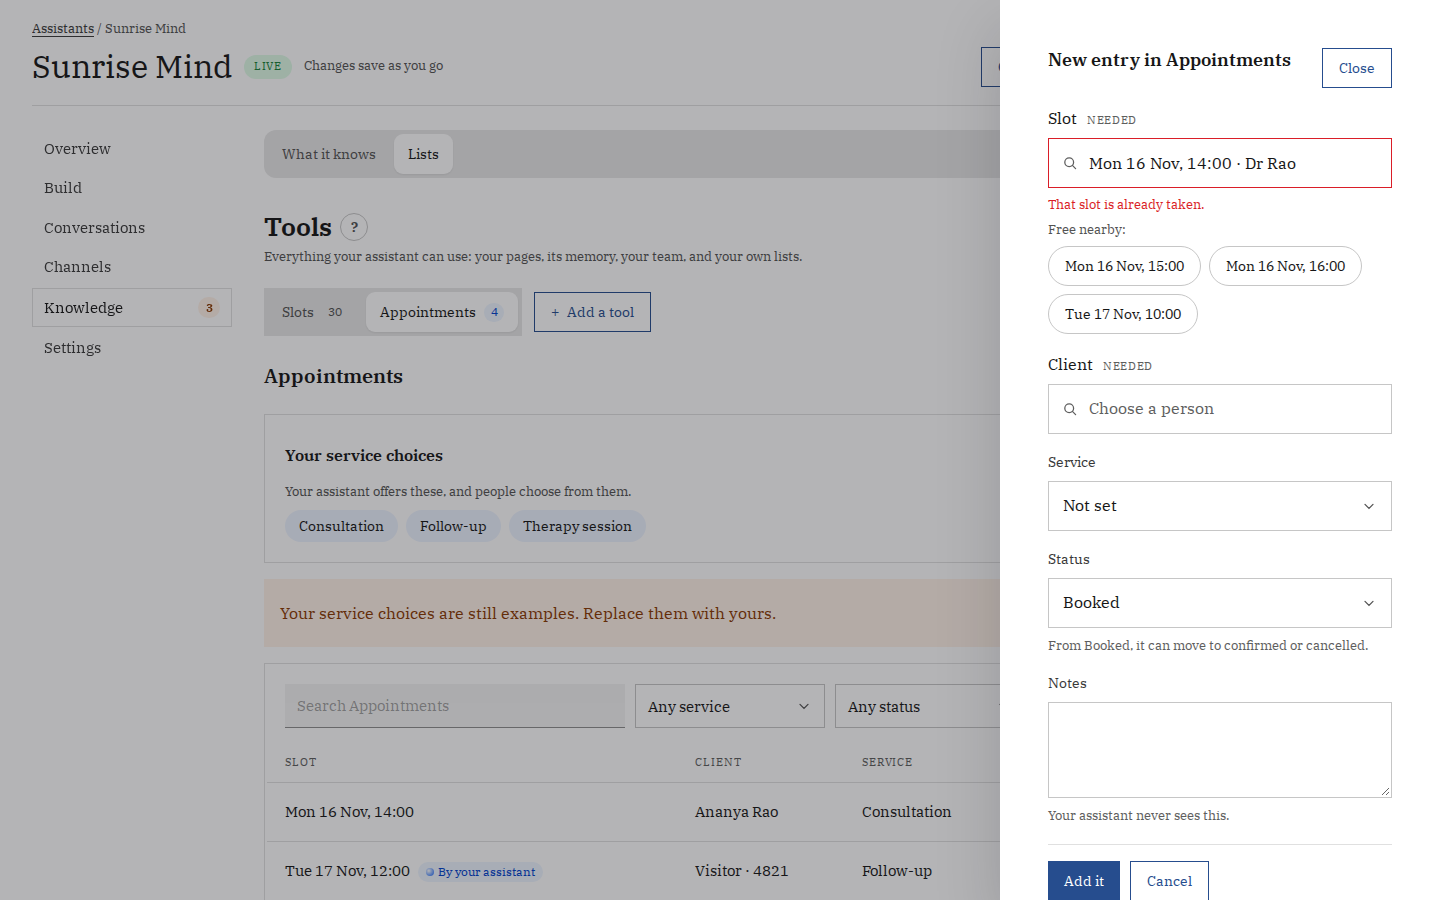 Assistants / Sunrise Mind
Sunrise Mind LIVE Changes save as you go
Overview
Build
Conversations
Channels
Knowledge 3
Settings
What it knows Lists
Tools ?
Everything your assistant can use: your pages, its memory, your team, and your own lists.
Slots 30 Appointments 4 + Add a tool
Appointments
Your service choices
Your assistant offers these, and people choose from them.
Consultation Follow-up Therapy session
Your service choices are still examples. Replace them with yours.
Search Appointments Any service Any status
SLOT CLIENT SERVICE
Mon 16 Nov, 14:00 Ananya Rao Consultation
Tue 17 Nov, 12:00 By your assistant Visitor · 4821 Follow-up
New entry in Appointments Close
Slot NEEDED
Mon 16 Nov, 14:00 · Dr Rao
That slot is already taken.
Free nearby:
Mon 16 Nov, 15:00 Mon 16 Nov, 16:00
Tue 17 Nov, 10:00
Client NEEDED
Choose a person
Service
Not set
Status
Booked
From Booked, it can move to confirmed or cancelled.
Notes
Your assistant never sees this.
Add it Cancel